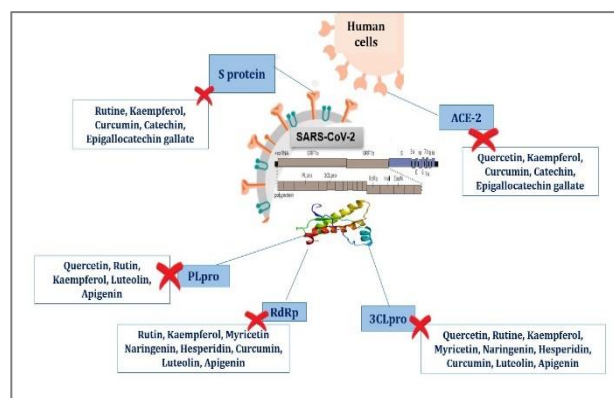 Human
cells
S protein
Rutine, Kaempferol,
Curcumin, Catechin,
Epigallocatechin gallate
ACE-2
Quercetin, Kaempferol,
Curcumin, Catechin,
Epigallocatechin gallate
SARS-CoV-2
PLpro
3CLpro
Quercetin, Rutin,
Kaempferol, Luteolin,
Apigenin
PLpro
RdRp
Rutin, Kaempferol, Myricetin
Naringenin, Hesperidin, Curcumin,
Luteolin, Apigenin
3CLpro
Quercetin, Rutine, Kaempferol,
Myricetin, Naringenin, Hesperidin,
Curcumin, Luteolin, Apigenin